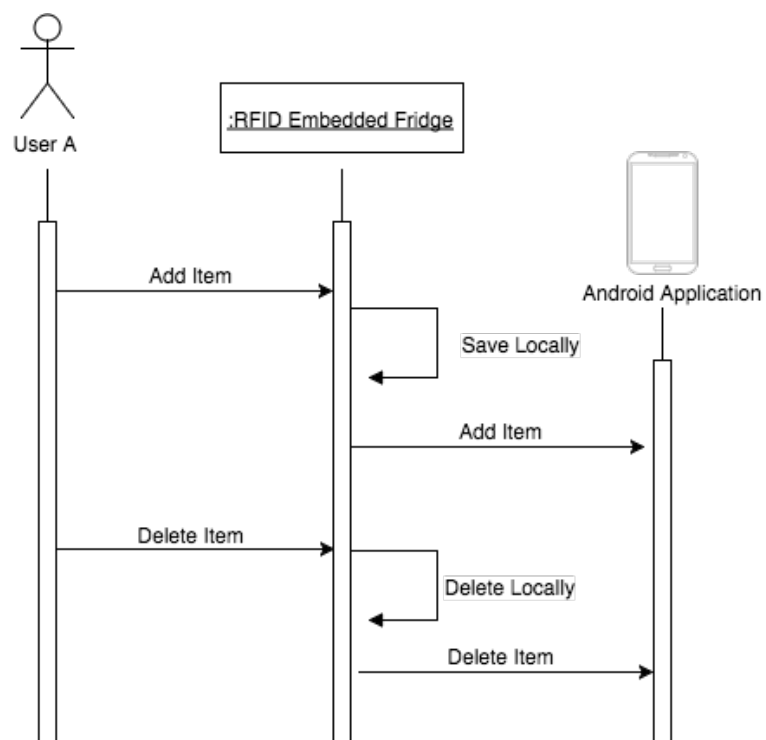 :RFID Embedded Fridge
User A
Add Item
Android Application
Save Locally
Add Item
Delete Item
Delete Locally
Delete Item